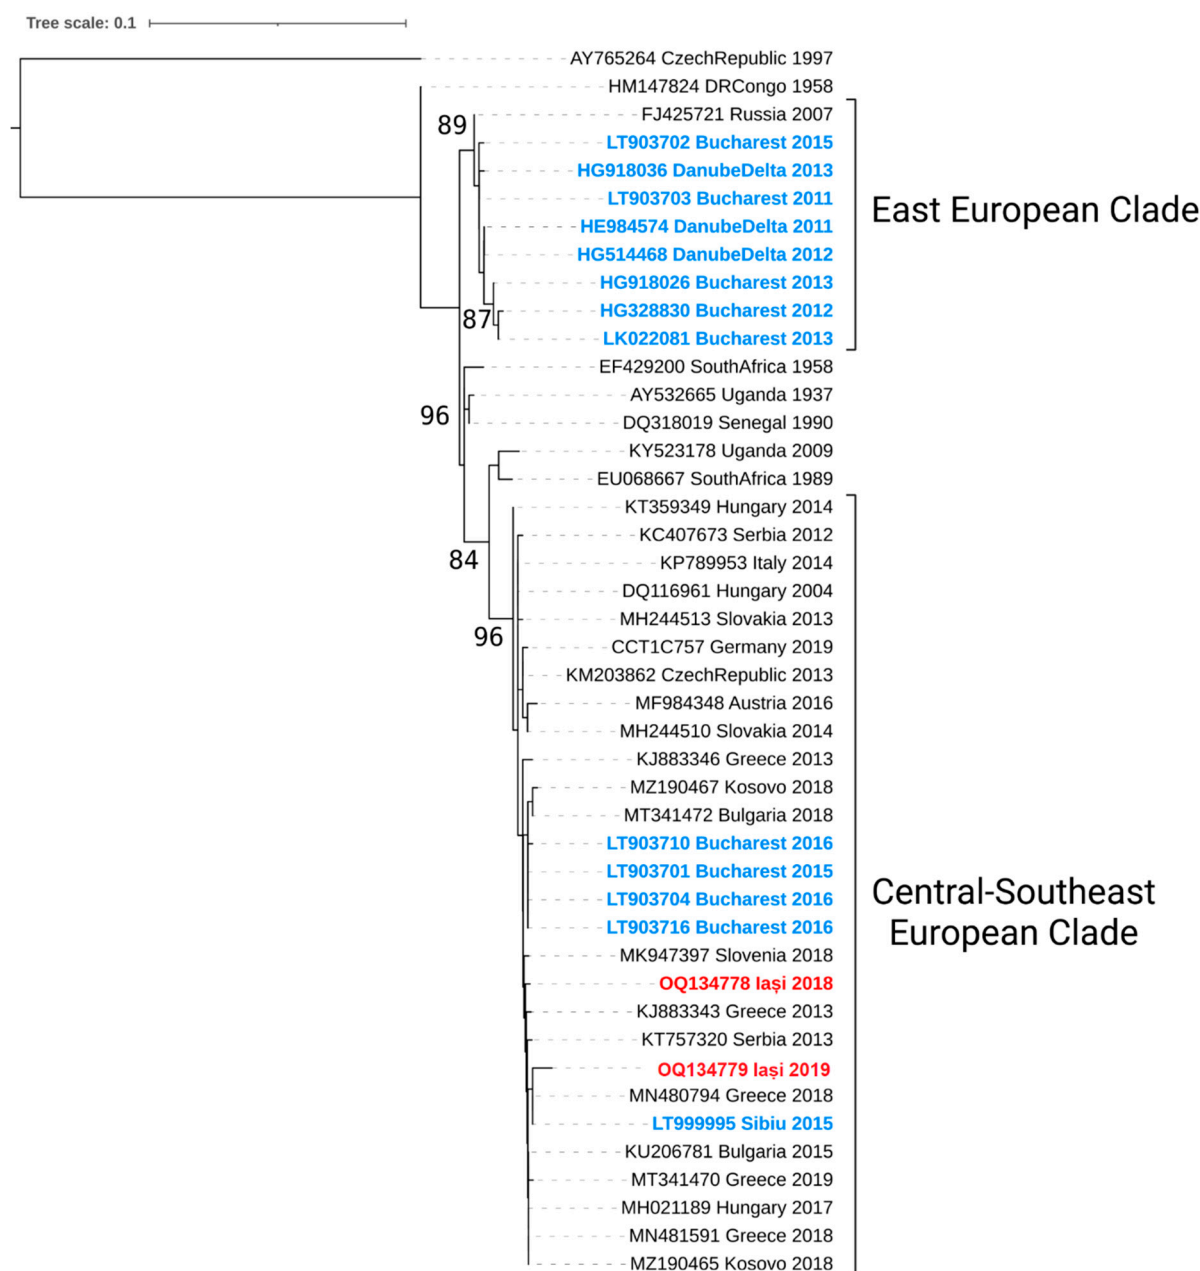 Tree scale: 0.1
AY765264 CzechRepublic 1997
HM147824 DRCongo 1958
FJ425721 Russia 2007
89
LT903702 Bucharest 2015
HG918036 DanubeDelta 2013
LT903703 Bucharest 2011
East European Clade
HE984574 DanubeDelta 2011
HG514468 DanubeDelta 2012
HG918026 Bucharest 2013
HG328830 Bucharest 2012
87
LK022081 Bucharest 2013
EF429200 SouthAfrica 1958
AY532665 Uganda 1937
96
DQ318019 Senegal 1990
KY523178 Uganda 2009
EU068667 SouthAfrica 1989
KT359349 Hungary 2014
KC407673 Serbia 2012
84
KP789953 Italy 2014
DQ116961 Hungary 2004
MH244513 Slovakia 2013
96
CCT1C757 Germany 2019
KM203862 CzechRepublic 2013
MF984348 Austria 2016
MH244510 Slovakia 2014
KJ883346 Greece 2013
MZ190467 Kosovo 2018
MT341472 Bulgaria 2018
LT903710 Bucharest 2016
LT903701 Bucharest 2015
Central-Southeast
European Clade
LT903704 Bucharest 2016
LT903716 Bucharest 2016
MK947397 Slovenia 2018
OQ134778 Iași 2018
KJ883343 Greece 2013
KT757320 Serbia 2013
OQ134779 Iași 2019
MN480794 Greece 2018
LT999995 Sibiu 2015
KU206781 Bulgaria 2015
MT341470 Greece 2019
MH021189 Hungary 2017
MN481591 Greece 2018
MZ190465 Kosovo 2018